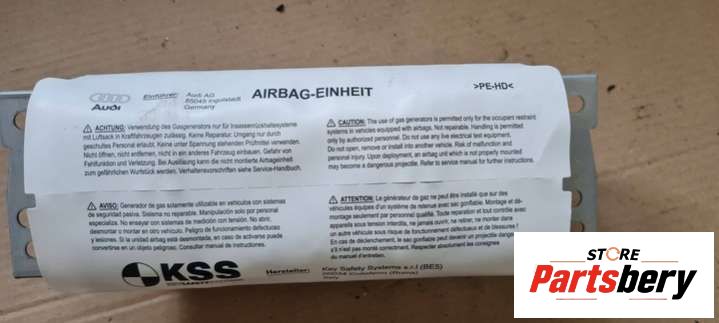 Audi
Einführer: Audi AG
85045 Ingolstadt
Germany
AIRBAG-EINHEIT
>PE-HD<
ACHTUNG: Verwendung des Gasgenerators nur für Insassenrückhaltesysteme
mit Luftsack in Kraftfahrzeugen zulässig. Keine Reparatur. Umgang nur durch
geschultes Personal erlaubt. Keine unter Spannung stehenden Prüfmittel verwenden.
Nicht öffnen, nicht entfernen, nicht in ein anderes Fahrzeug einbauen. Gefahr von
Fehlfunktion und Verletzung. Bei Auslösung kann die nicht montierte Airbageinheit
zum gefährlichen Wurfstück werden. Verhaltensvorschriften siehe Service-Handbuch.
CAUTION: The use of gas generators is permitted only for the occupant restraint
systems in vehicles equipped with airbags. Not repairable. Handling is permitted
only by authorized personnel. Do not use any live electrical test equipment.
Do not open, remove or install into another vehicle. Risk of malfunction and
personal injury. Upon deployment, an airbag unit which is not properly mounted
may become a dangerous projectile. Refer to service manual for further instructions.
AVISO: Generador de gas solamente utilizable en vehículos con sistemas
de seguridad pasiva. Sistema no reparable. Manipulación solo por personal
especializa. No ensayar con sistemas de medición con tensión. No abrir,
desmontar o montar en otro vehículo. Peligro de funcionamiento defectuoso
y lesiones. Si la unidad airbag está desmontada, en caso de activarse puede
convertirse en un objeto peligroso. Consultar manual de instrucciones.
ATTENTION: Le générateur de gaz ne peut être installé que sur des
véhicules équipés d'un système de retenue avec sac gonflable. Démontage et
montage seulement par personnel qualifié. Toute reparation et tout contrôle avec
appareils sous tension interdits, ne jamais ouvrir, ni démonter, ne jamais monter dans
un autre véhicule sous risque de fonctionnement défectueux et de blessures !
En cas de déclenchement, le sac gonflable peut devenir un projectile dangereux
s'il n'est pas monté correctement. Respecter absolument les consignes
du manuel d'entretien.
KSS
Hersteller: Key Safety Systems s.r.l (BES)
STORE
Partsbery